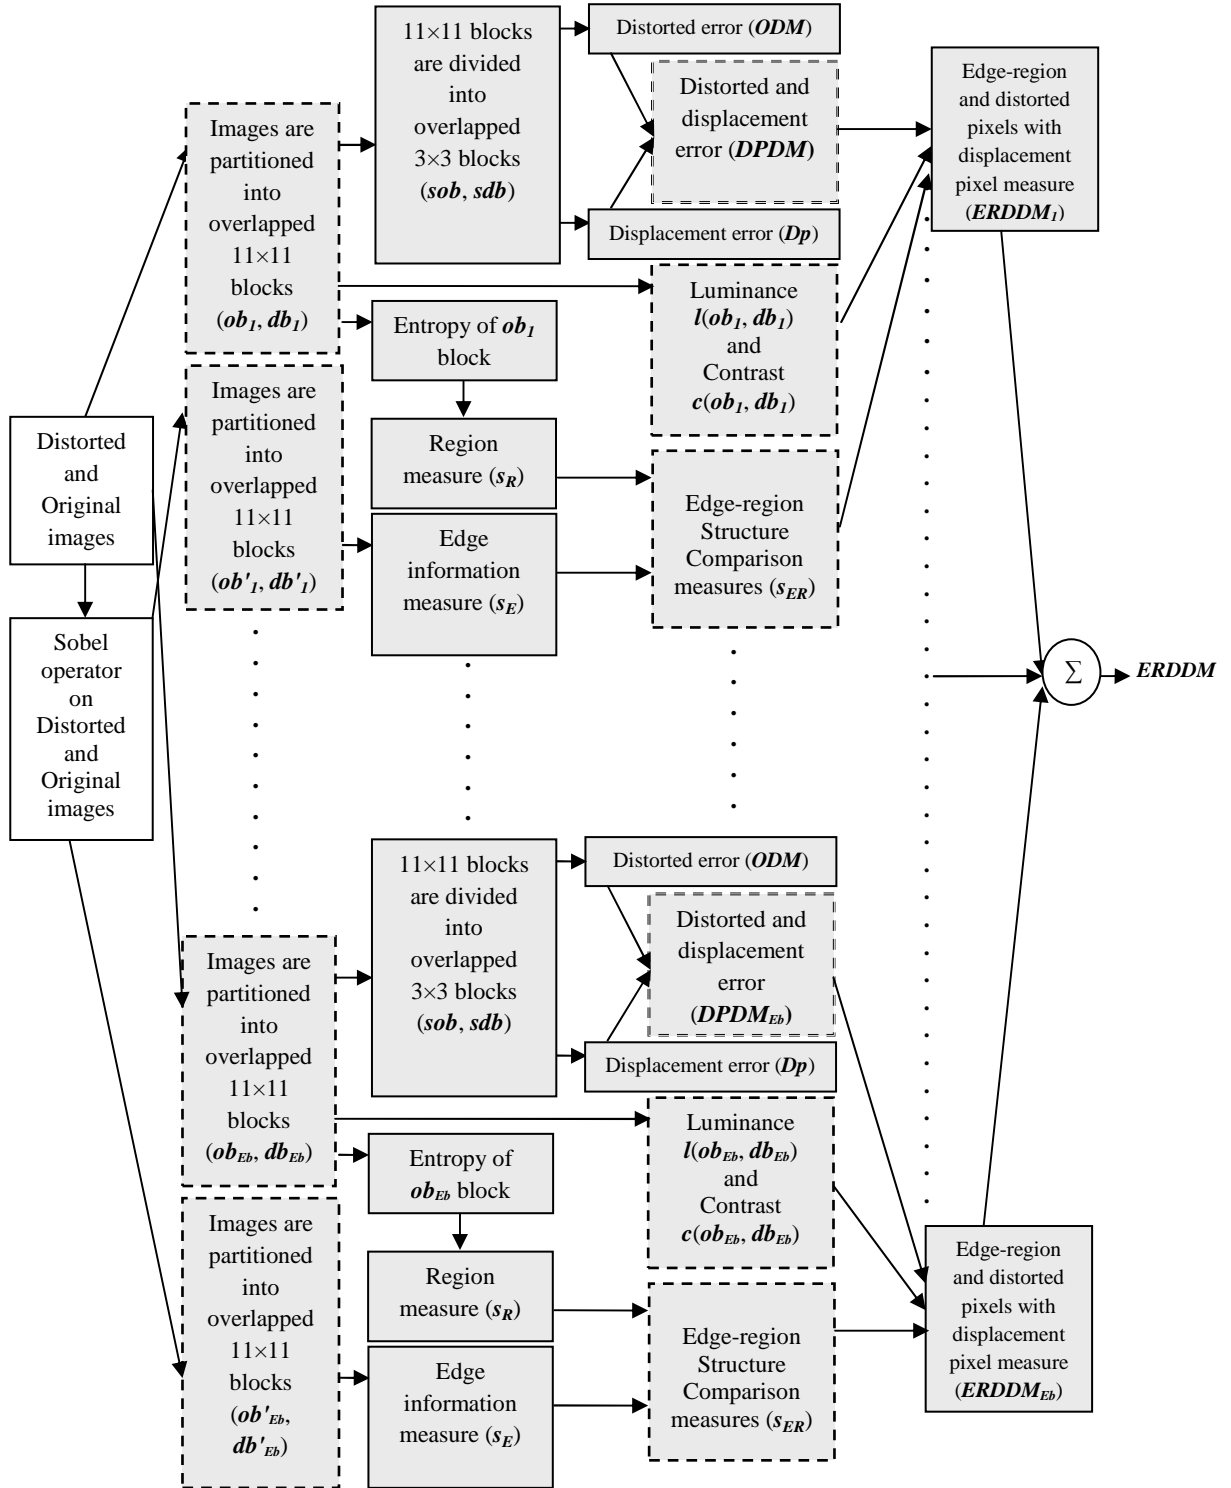 Distorted
and
Original
images
Sobel
operator
on
Distorted
and
Original
images
Images are
partitioned
into
overlapped
11×11
blocks
(ob1, db1)
Images are
partitioned
into
overlapped
11×11
blocks
(ob'1, db'1)
11×11 blocks
are divided
into
overlapped
3×3 blocks
(sob, sdb)
Entropy of ob1
block
Region
measure (sR)
Edge
information
measure (sE)
Distorted error (ODM)
Distorted and
displacement
error (DPDM)
Displacement error (Dp)
Luminance
l(ob1, db1)
and
Contrast
c(ob1, db1)
Edge-region
Structure
Comparison
measures (sER)
Edge-region
and distorted
pixels with
displacement
pixel measure
(ERDDM1)
Σ
ERDDM
Images are
partitioned
into
overlapped
11×11
blocks
(obEb, dbEb)
Images are
partitioned
into
overlapped
11×11
blocks
(ob'Eb,
db'Eb)
11×11 blocks
are divided
into
overlapped
3×3 blocks
(sob, sdb)
Entropy of
obEb block
Region
measure (sR)
Edge
information
measure (sE)
Distorted error (ODM)
Distorted and
displacement
error
(DPDMEb)
Displacement error (Dp)
Luminance
l(obEb, dbEb)
and
Contrast
c(obEb, dbEb)
Edge-region
Structure
Comparison
measures (sER)
Edge-region
and distorted
pixels with
displacement
pixel measure
(ERDDMEb)